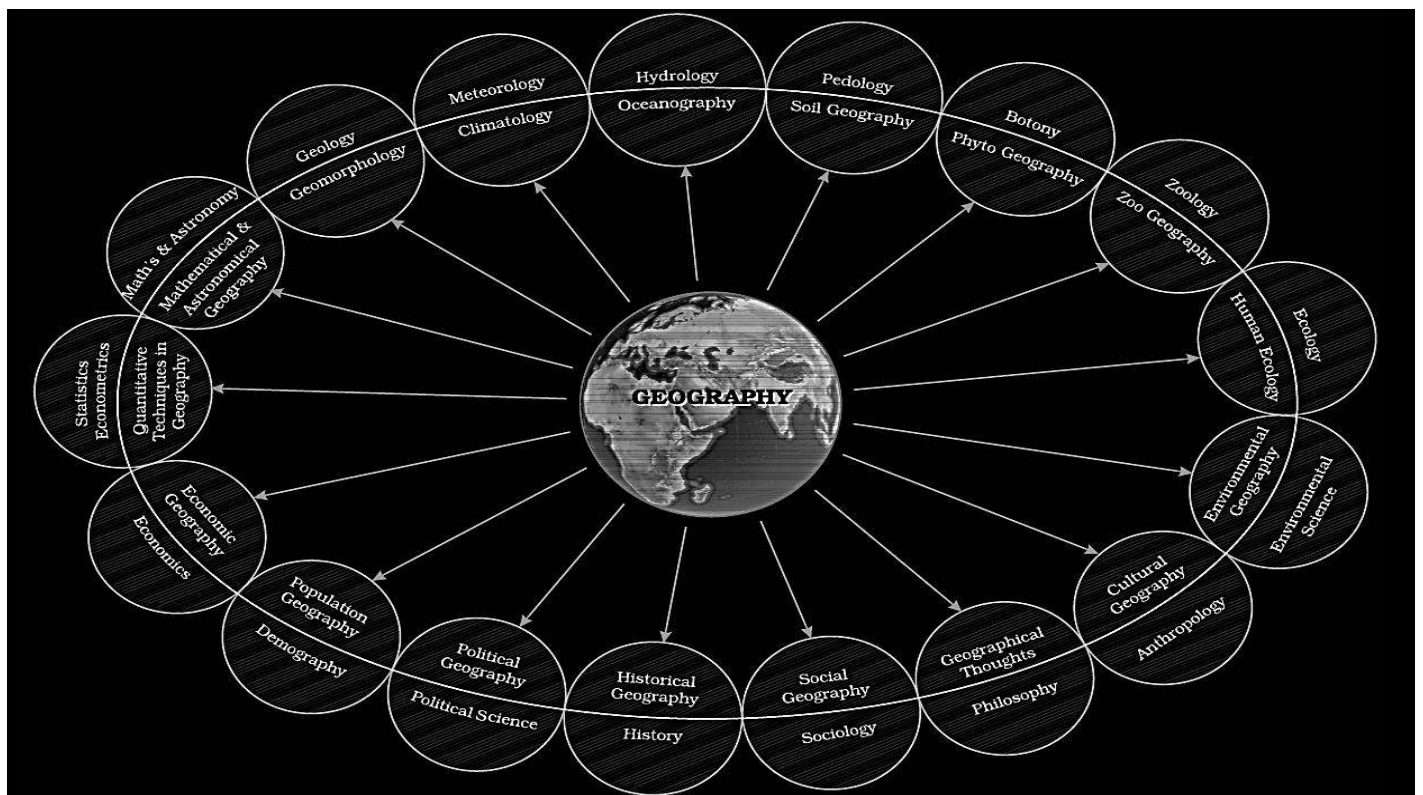 Hydrology
Oceanography
Pedology
Soil Geography
Botony
Phyto Geography
Zoology
Zoo Geography
Ecology
Human Ecology
Environmental
Geography
Environmental
Science
Cultural
Geography
Anthropology
Geographical
Thoughts
Philosophy
Social
Geography
Sociology
Historical
Geography
History
Political
Geography
Political Science
Population
Geography
Demography
Economic
Geography
Economics
Statistics
Econometrics
Quantitative
Techniques in
Geography
Math's & Astronomy
Mathematical &
Astronomical
Geography
Geology
Geomorphology
Meteorology
Climatology
GEOGRAPHY